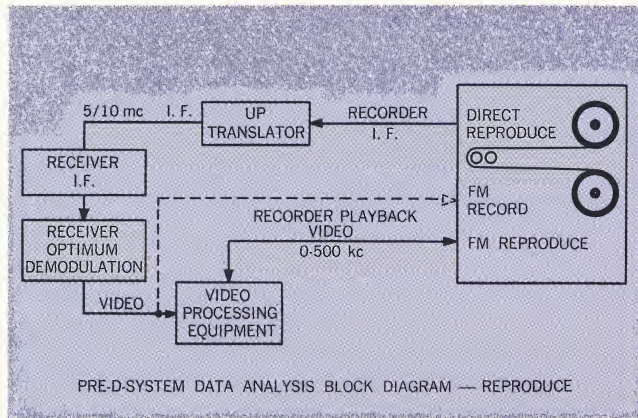 5/10 mc I. F.
UP
TRANSLATOR
RECORDER
I. F.
DIRECT
REPRODUCE
RECEIVER
I.F.
FM
RECORD
RECEIVER
OPTIMUM
DEMODULATION
RECORDER PLAYBACK
VIDEO
0-500 kc
FM REPRODUCE
VIDEO
VIDEO
PROCESSING
EQUIPMENT
PRE-D-SYSTEM DATA ANALYSIS BLOCK DIAGRAM — REPRODUCE